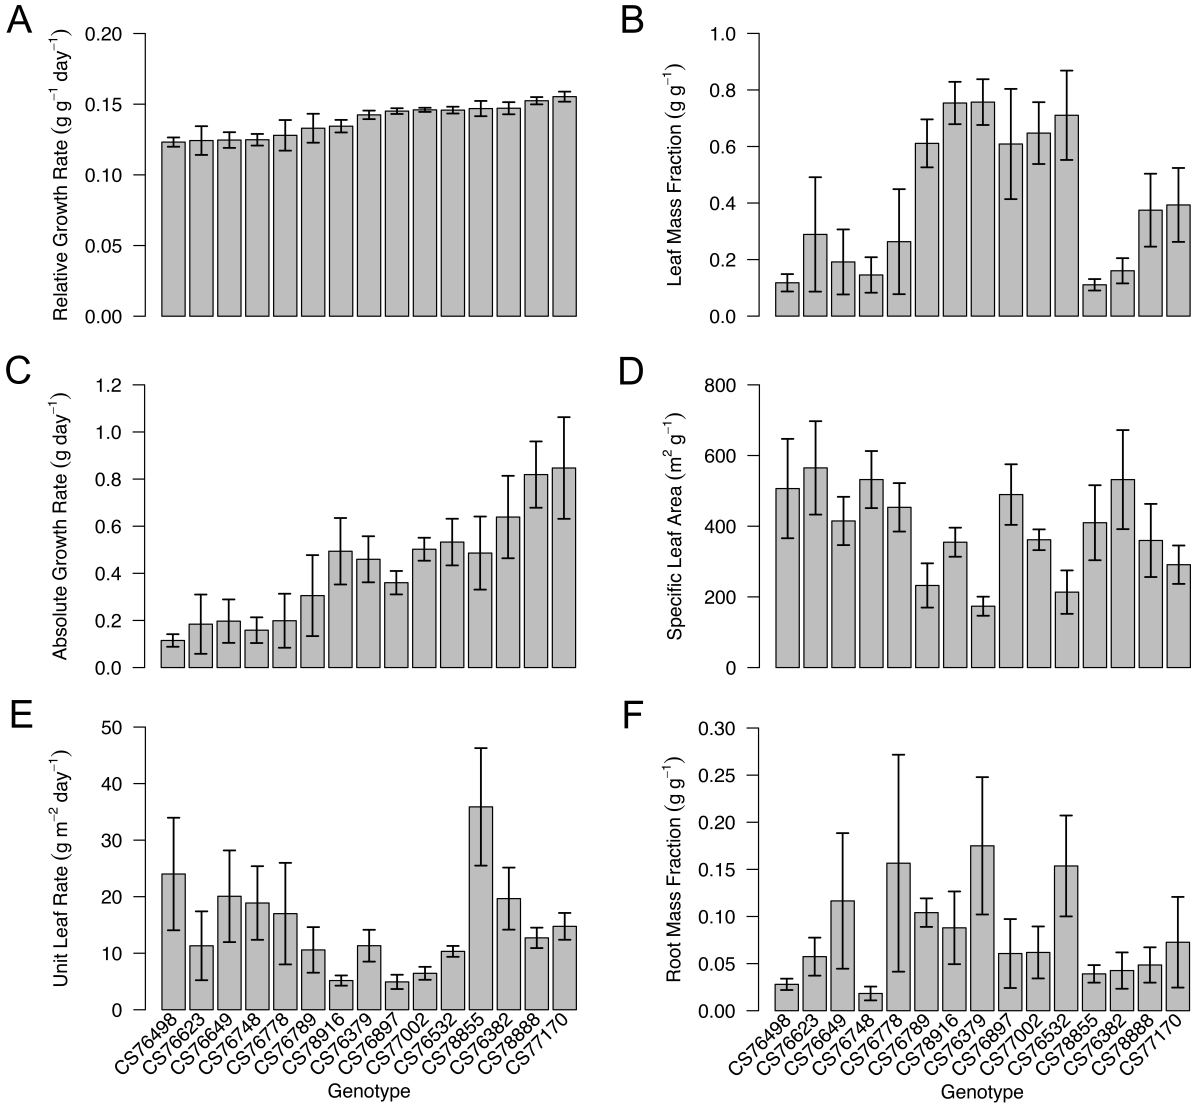 A
Relative Growth Rate (g g⁻¹ day⁻¹)
0.20
0.15
0.10
0.05
0.00
B
Leaf Mass Fraction (g g⁻¹)
1.0
0.8
0.6
0.4
0.2
0.0
C
Absolute Growth Rate (g day⁻¹)
1.2
1.0
0.8
0.6
0.4
0.2
0.0
D
Specific Leaf Area (m² g⁻¹)
800
600
400
200
0
E
Unit Leaf Rate (g m⁻² day⁻¹)
50
40
30
20
10
0
CS76498
CS76623
CS76649
CS76748
CS76778
CS76789
CS78916
CS76379
CS76897
CS77002
CS76532
CS78855
CS76382
CS78888
CS77170
Genotype
F
Root Mass Fraction (g g⁻¹)
0.30
0.25
0.20
0.15
0.10
0.05
0.00
CS76498
CS76623
CS76649
CS76748
CS76778
CS76789
CS78916
CS76379
CS76897
CS77002
CS76532
CS78855
CS76382
CS78888
CS77170
Genotype